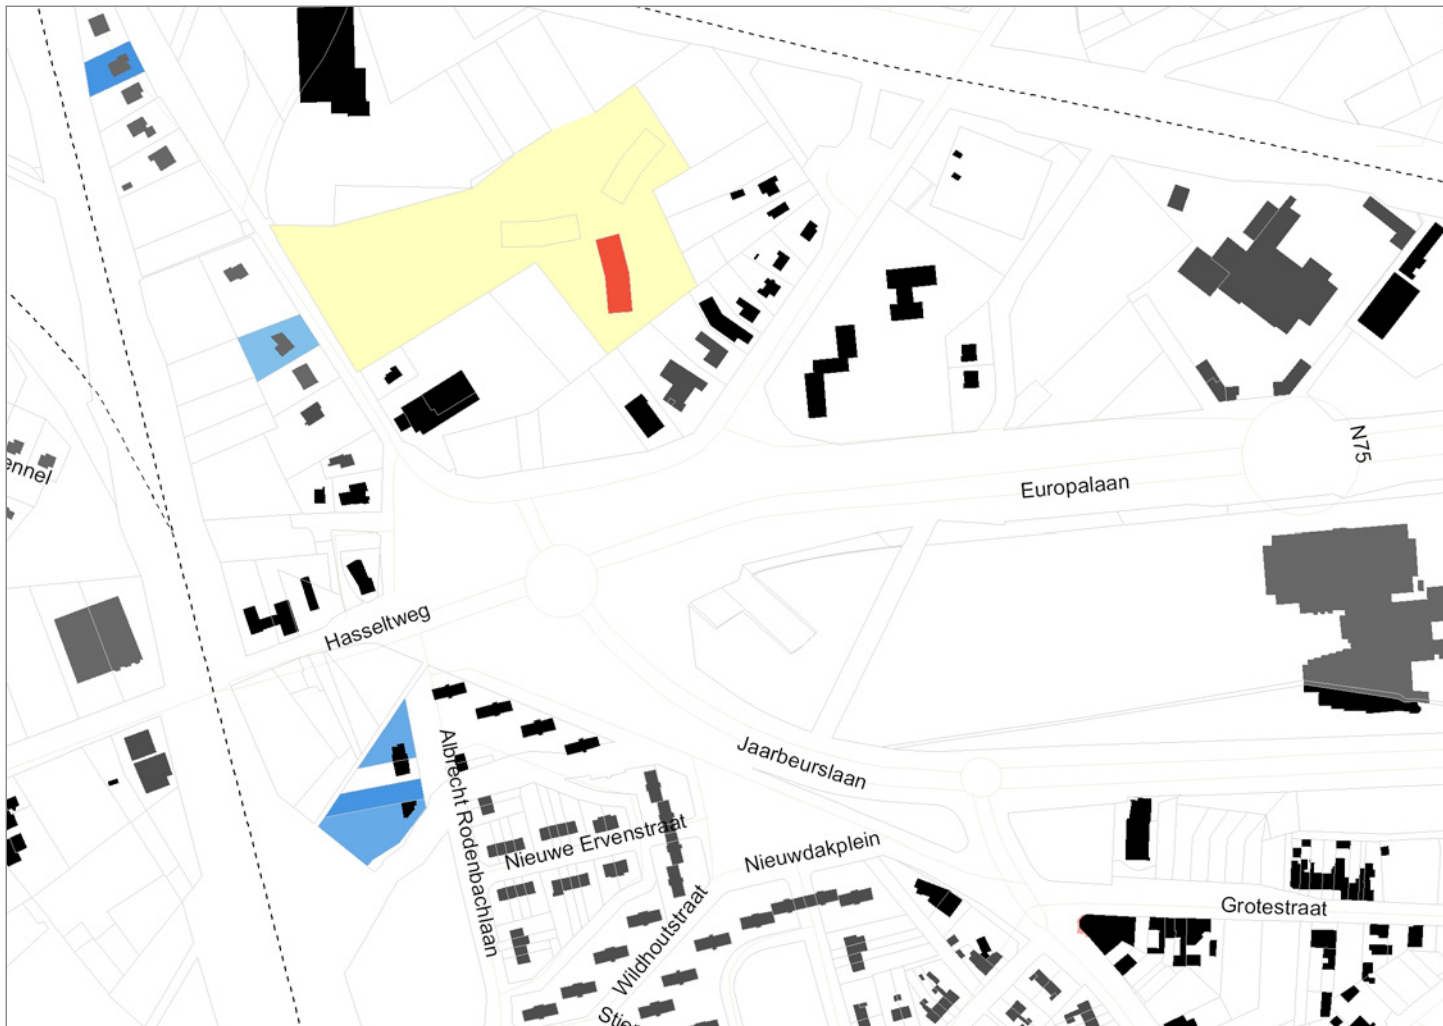 N75
Europalaan
ennel
Hasseltweg
Jaarbeurslaan
Albrecht Rodenbachlaan
Nieuwe Ervenstraat
Nieuwdakplein
Grotestraat
Wildhoutstraat